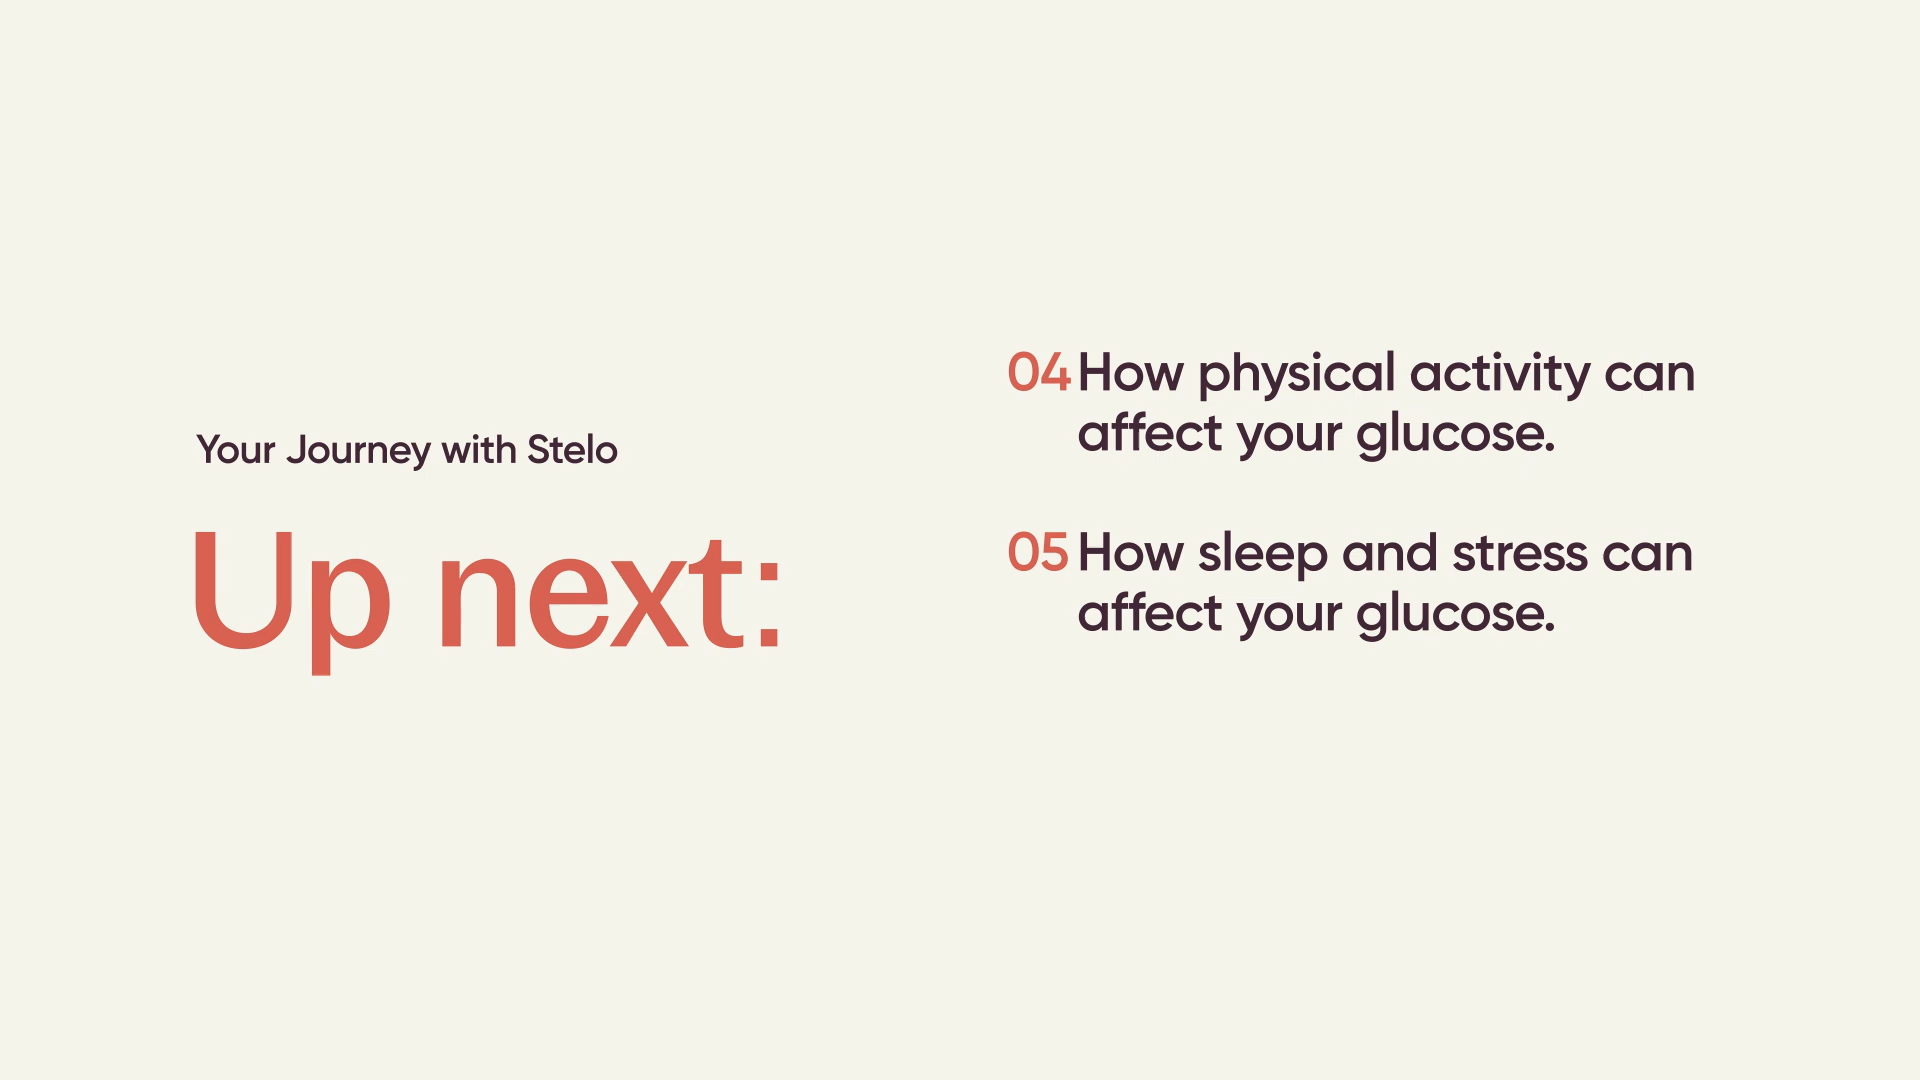 Your Journey with Stelo
Up next:
04 How physical activity can
affect your glucose.
05 How sleep and stress can
affect your glucose.